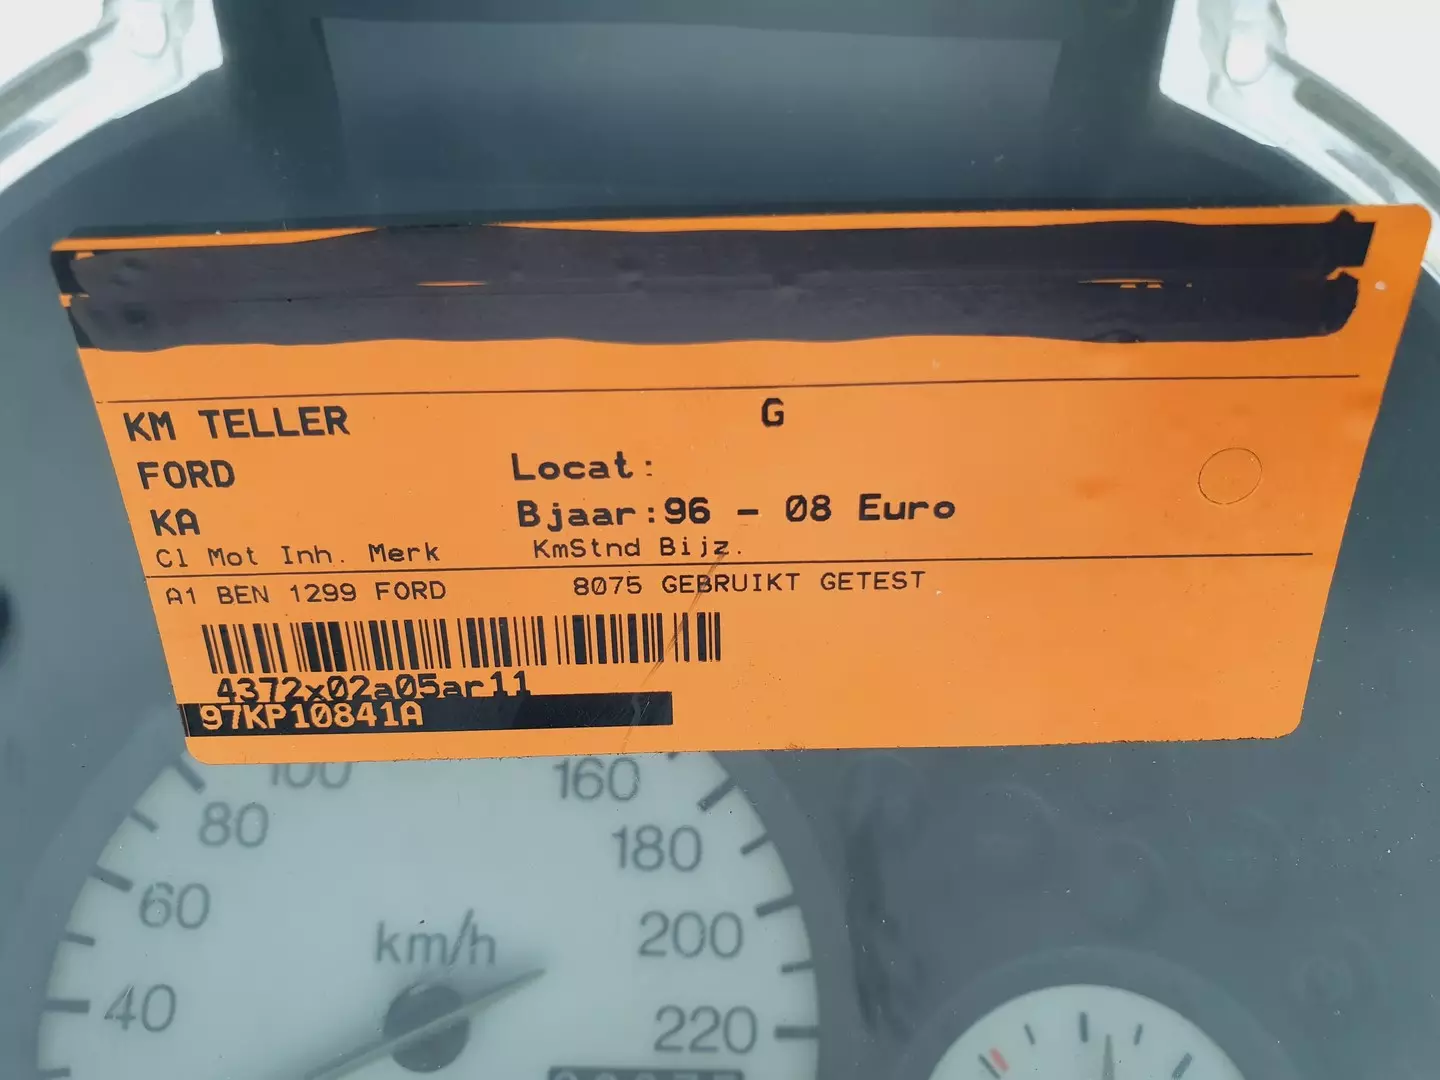 KM TELLER G
FORD Locat:
KA Bjaar:96 - 08 Euro
Cl Mot Inh. Merk KmStnd Bijz.
A1 BEN 1299 FORD 8075 GEBRUIKT GETEST
4372x02a05ar11
97KP10841A
100 160
80 180
60 200
km/h
40 220